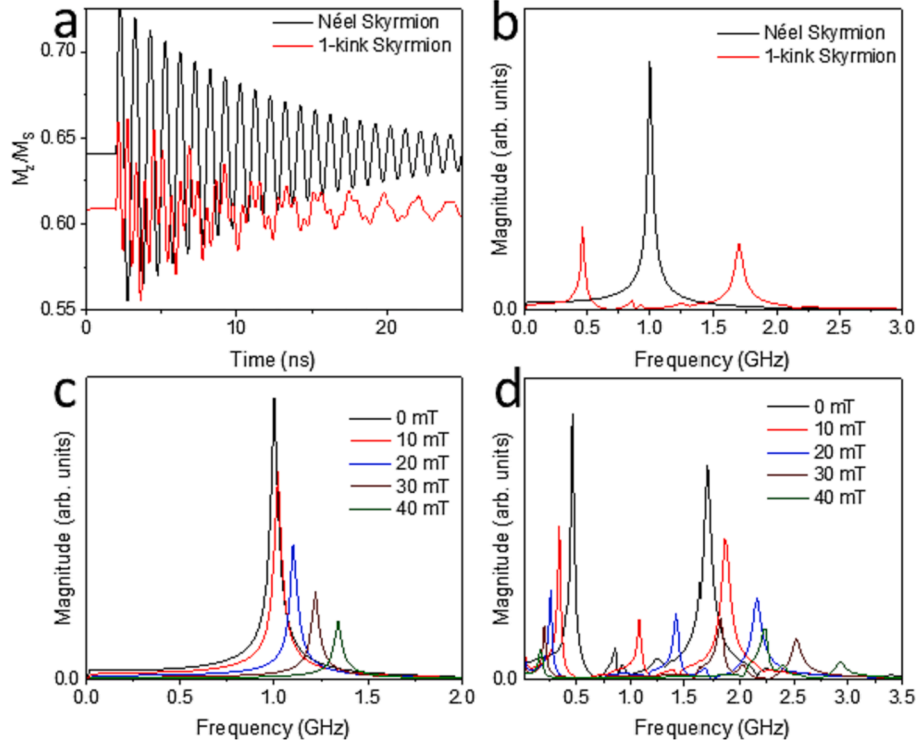 a
Néel Skyrmion
1-kink Skyrmion
0.70
0.65
0.60
0.55
Mz/MS
0
10
20
Time (ns)
b
Néel Skyrmion
1-kink Skyrmion
Magnitude (arb. units)
0.0
0.0
0.5
1.0
1.5
2.0
2.5
3.0
Frequency (GHz)
c
0 mT
10 mT
20 mT
30 mT
40 mT
Magnitude (arb. units)
0.0
0.0
0.5
1.0
1.5
2.0
Frequency (GHz)
d
0 mT
10 mT
20 mT
30 mT
40 mT
Magnitude (arb. units)
0.0
0.5
1.0
1.5
2.0
2.5
3.0
3.5
Frequency (GHz)